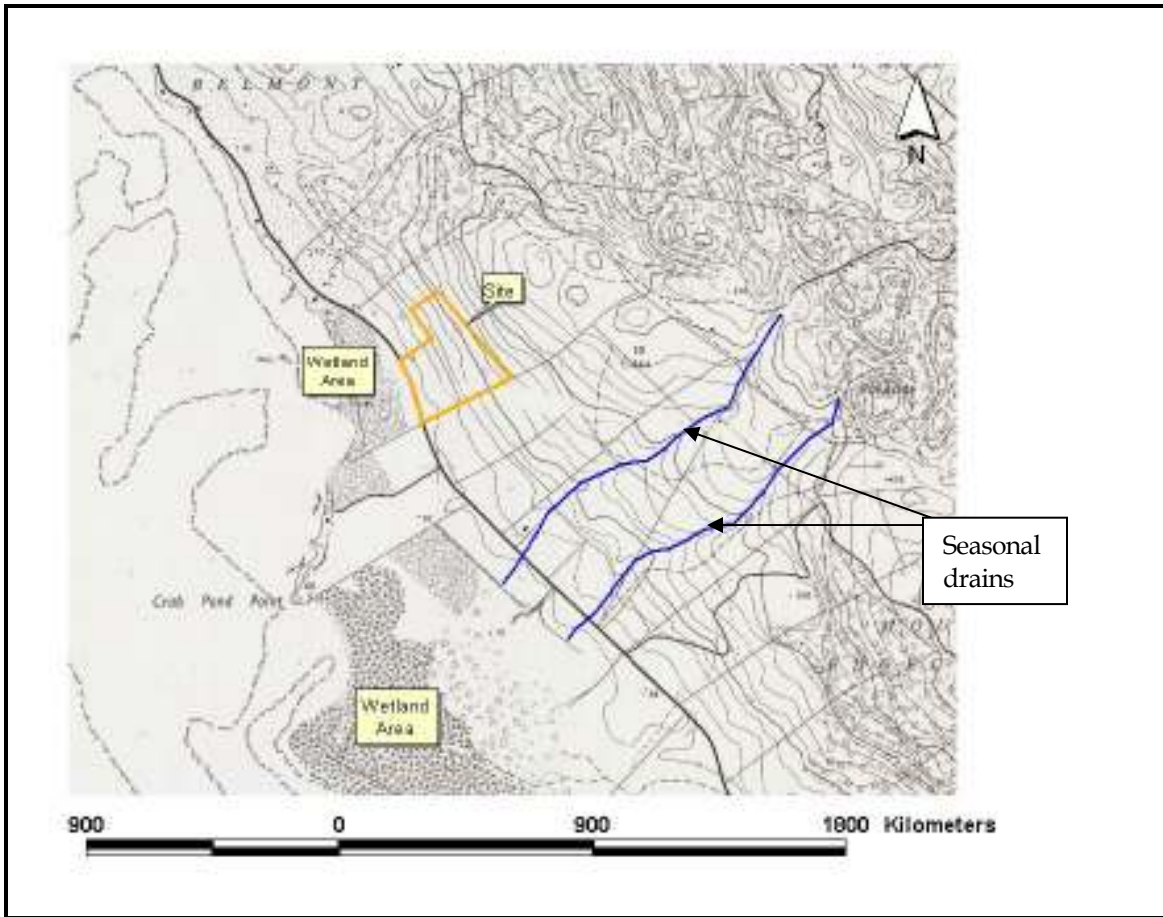 BELMONT
N
Site
Wetland
Area
Seasonal
drains
Crab Pond Point
Wetland
Area
900 0 900 1800 Kilometers